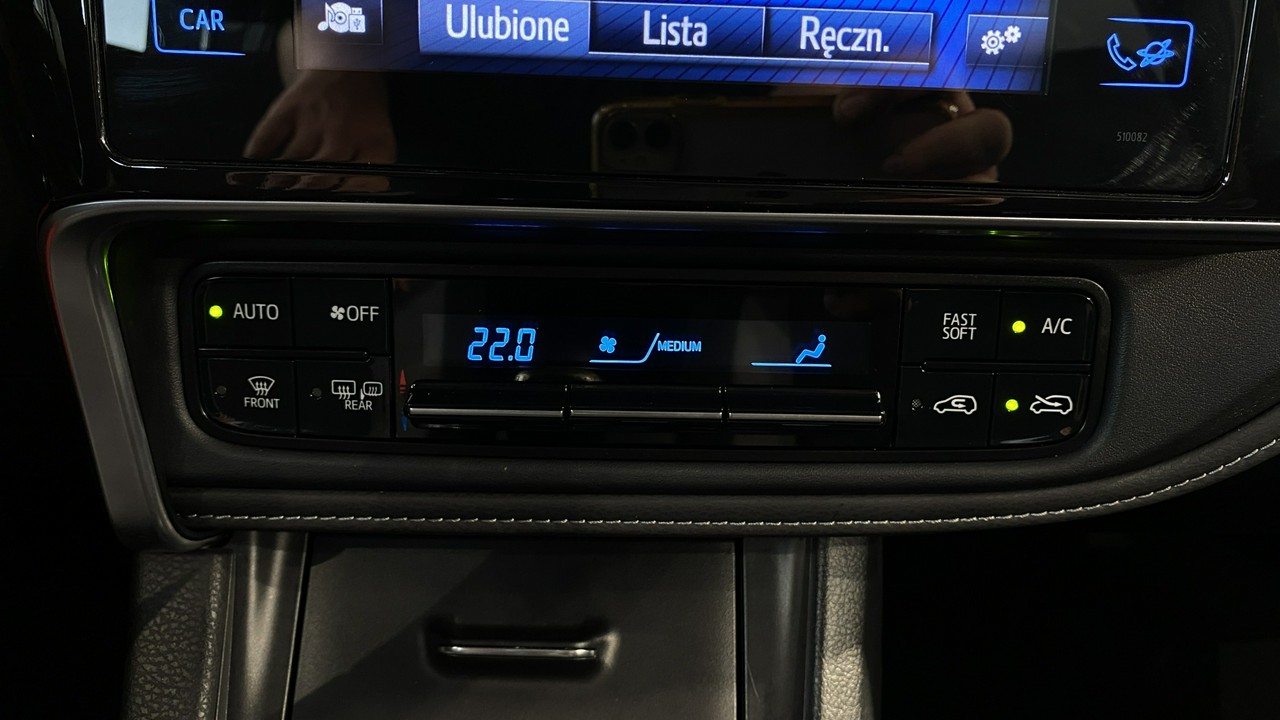 CAR
Ulubione
Lista
Ręczn.
510082
AUTO
OFF
22.0
MEDIUM
FAST
SOFT
A/C
FRONT
REAR